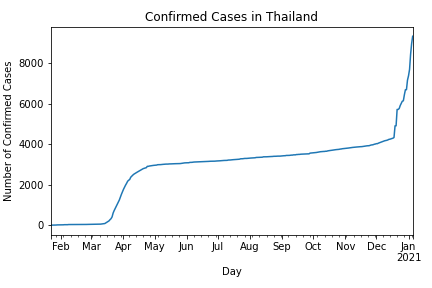 Confirmed Cases in Thailand
Number of Confirmed Cases
8000
6000
4000
2000
0
Feb Mar Apr May Jun Jul Aug Sep Oct Nov Dec Jan
2021
Day